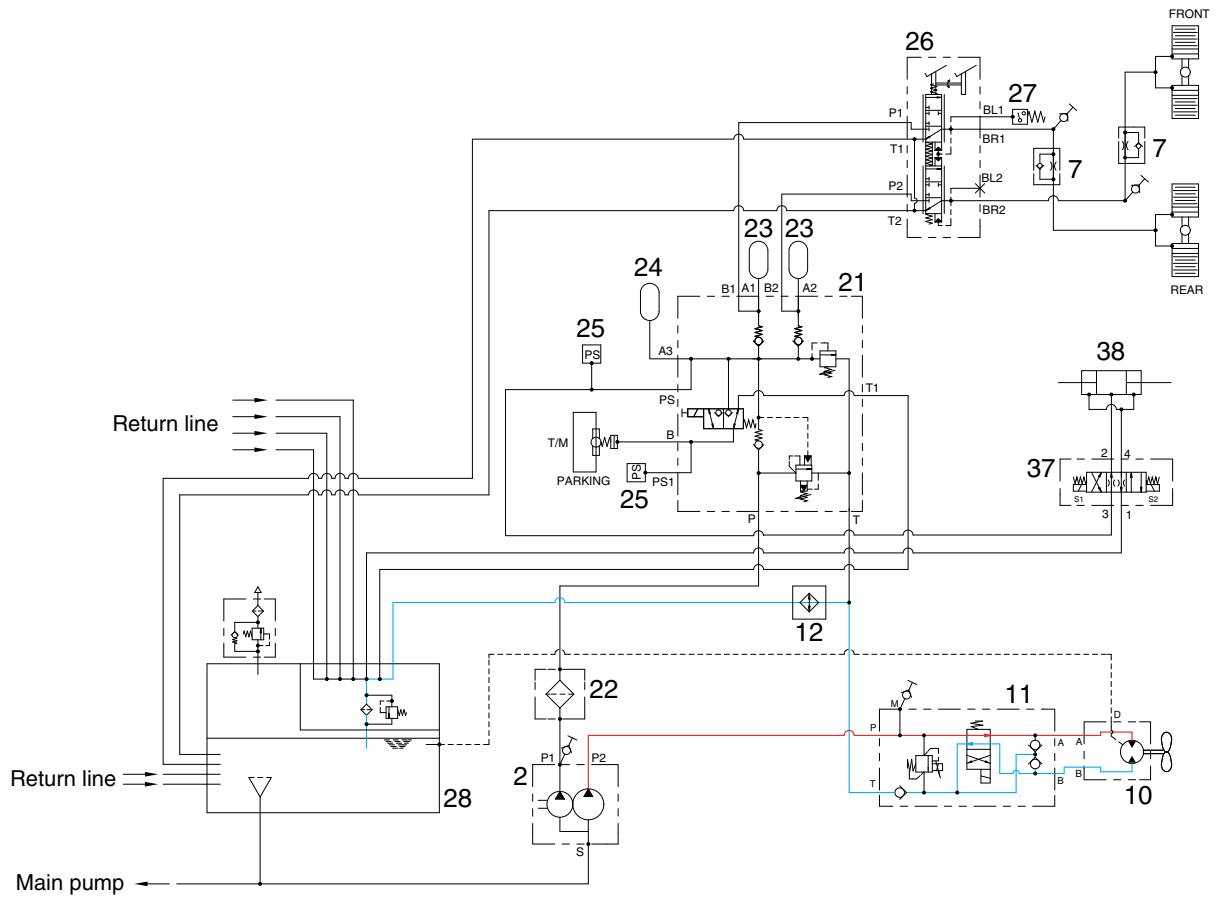 FRONT
26
27
P1
BL1
T1
BR1
7
7
P2
BL2
T2
BR2
23
23
24
B1 A1 B2 A2
21
REAR
25
PS
A3
38
PS
T1
Return line
T/M
B
2 4
37
PARKING
PS
25
PS1
S1
S2
3 1
P
T
12
22
M
11
D
P
A
A
Return line
2
P1
P2
T
B
B
28
10
S
Main pump